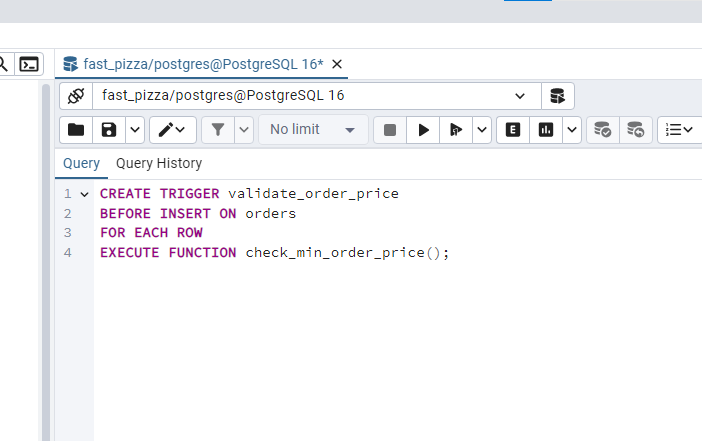 fast_pizza/postgres@PostgreSQL 16*
fast_pizza/postgres@PostgreSQL 16
No limit
E
Query Query History
1 CREATE TRIGGER validate_order_price
2 BEFORE INSERT ON orders
3 FOR EACH ROW
4 EXECUTE FUNCTION check_min_order_price();